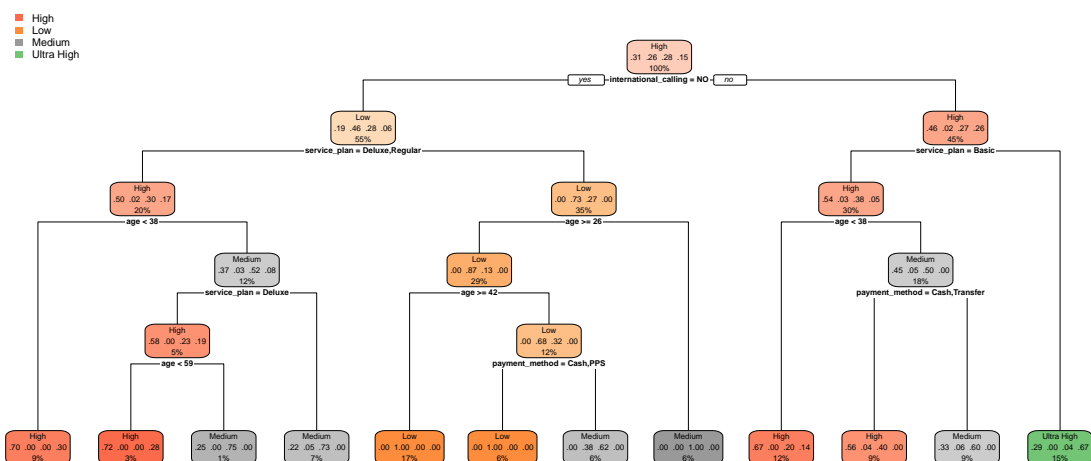 High
Low
Medium
Ultra High
High
.31 .26 .28 .15
100%
yes international_calling = NO no
Low
.19 .46 .28 .06
55%
service_plan = Deluxe,Regular
High
.46 .02 .27 .26
45%
service_plan = Basic
High
.50 .02 .30 .17
20%
age < 38
Low
.00 .73 .27 .00
35%
age >= 26
High
.54 .03 .38 .05
30%
age < 38
Medium
.37 .03 .52 .08
12%
service_plan = Deluxe
Low
.00 .87 .13 .00
29%
age >= 42
Medium
.45 .05 .50 .00
18%
payment_method = Cash,Transfer
High
.58 .00 .23 .19
5%
age < 59
Low
.00 .68 .32 .00
12%
payment_method = Cash,PPS
High
.70 .00 .00 .30
9%
High
.72 .00 .00 .28
3%
Medium
.25 .00 .75 .00
1%
Medium
.22 .05 .73 .00
7%
Low
.00 1.00 .00 .00
17%
Low
.00 1.00 .00 .00
6%
Medium
.00 .38 .62 .00
6%
Medium
.00 .00 1.00 .00
6%
High
.67 .00 .20 .14
12%
High
.56 .04 .40 .00
9%
Medium
.33 .06 .60 .00
9%
Ultra High
.29 .00 .04 .67
15%